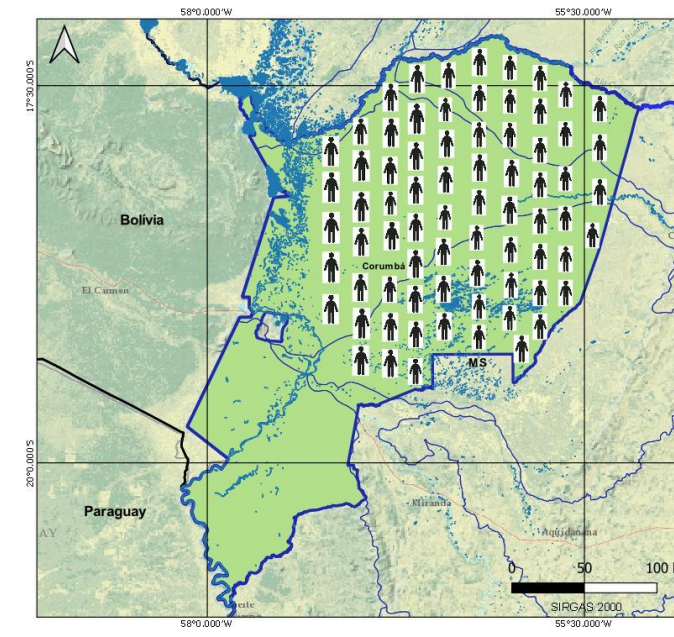 58°0.000'W 55°30.000'W
17°30.000'S
Bolívia
Corumbá
El Carmen
MS
20°0.000'S
Paraguay
AY
Miranda
Aquidauana
0 50 100
SIRGAS 2000
58°0.000'W 55°30.000'W